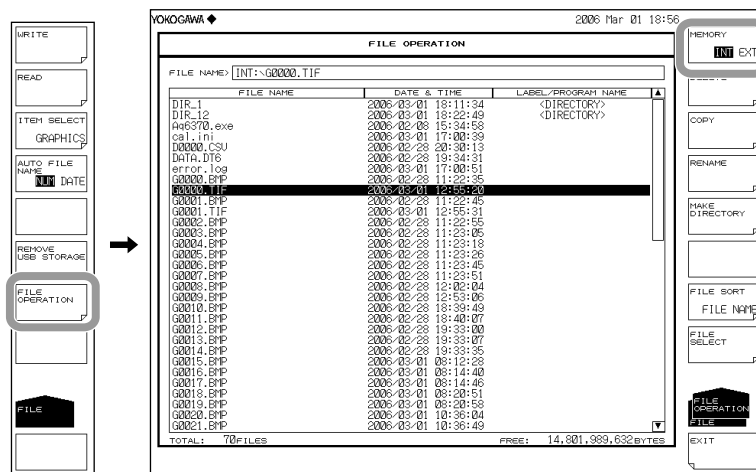 WRITE
READ
ITEM SELECT
GRAPHICS
AUTO FILE
NAME
NUM DATE
REMOVE
USB STORAGE
FILE
OPERATION
FILE
YOKOGAWA ◆ 2006 Mar 01 18:56
FILE OPERATION
FILE NAME> INT:\G0000.TIF
FILE NAME DATE & TIME LABEL/PROGRAM NAME
DIR_1 2006/03/01 18:11:34 <DIRECTORY>
DIR_12 2006/03/01 18:22:49 <DIRECTORY>
Aq6370.exe 2006/02/08 15:34:58
cal.ini 2006/03/01 17:00:39
D0000.CSV 2006/02/28 20:30:13
DATA.DT6 2006/02/28 19:34:31
error.log 2006/03/01 17:00:51
G0000.BMP 2006/02/28 11:22:35
G0000.TIF 2006/03/01 12:55:20
G0001.BMP 2006/02/28 11:22:45
G0001.TIF 2006/03/01 12:55:31
G0002.BMP 2006/02/28 11:22:55
G0003.BMP 2006/02/28 11:23:05
G0004.BMP 2006/02/28 11:23:18
G0005.BMP 2006/02/28 11:23:26
G0006.BMP 2006/02/28 11:23:45
G0007.BMP 2006/02/28 11:23:51
G0008.BMP 2006/02/28 12:02:04
G0009.BMP 2006/02/28 12:53:06
G0010.BMP 2006/02/28 18:39:49
G0011.BMP 2006/02/28 18:40:07
G0012.BMP 2006/02/28 19:33:00
G0013.BMP 2006/02/28 19:33:07
G0014.BMP 2006/02/28 19:33:35
G0015.BMP 2006/03/01 08:12:28
G0016.BMP 2006/03/01 08:14:40
G0017.BMP 2006/03/01 08:14:46
G0018.BMP 2006/03/01 08:20:51
G0019.BMP 2006/03/01 08:20:58
G0020.BMP 2006/03/01 10:36:04
G0021.BMP 2006/03/01 10:36:49
TOTAL: 70FILES FREE: 14,801,989,632BYTES
MEMORY
INT EXT
COPY
RENAME
MAKE
DIRECTORY
FILE SORT
FILE NAME
FILE
SELECT
FILE
OPERATION
FILE
EXIT